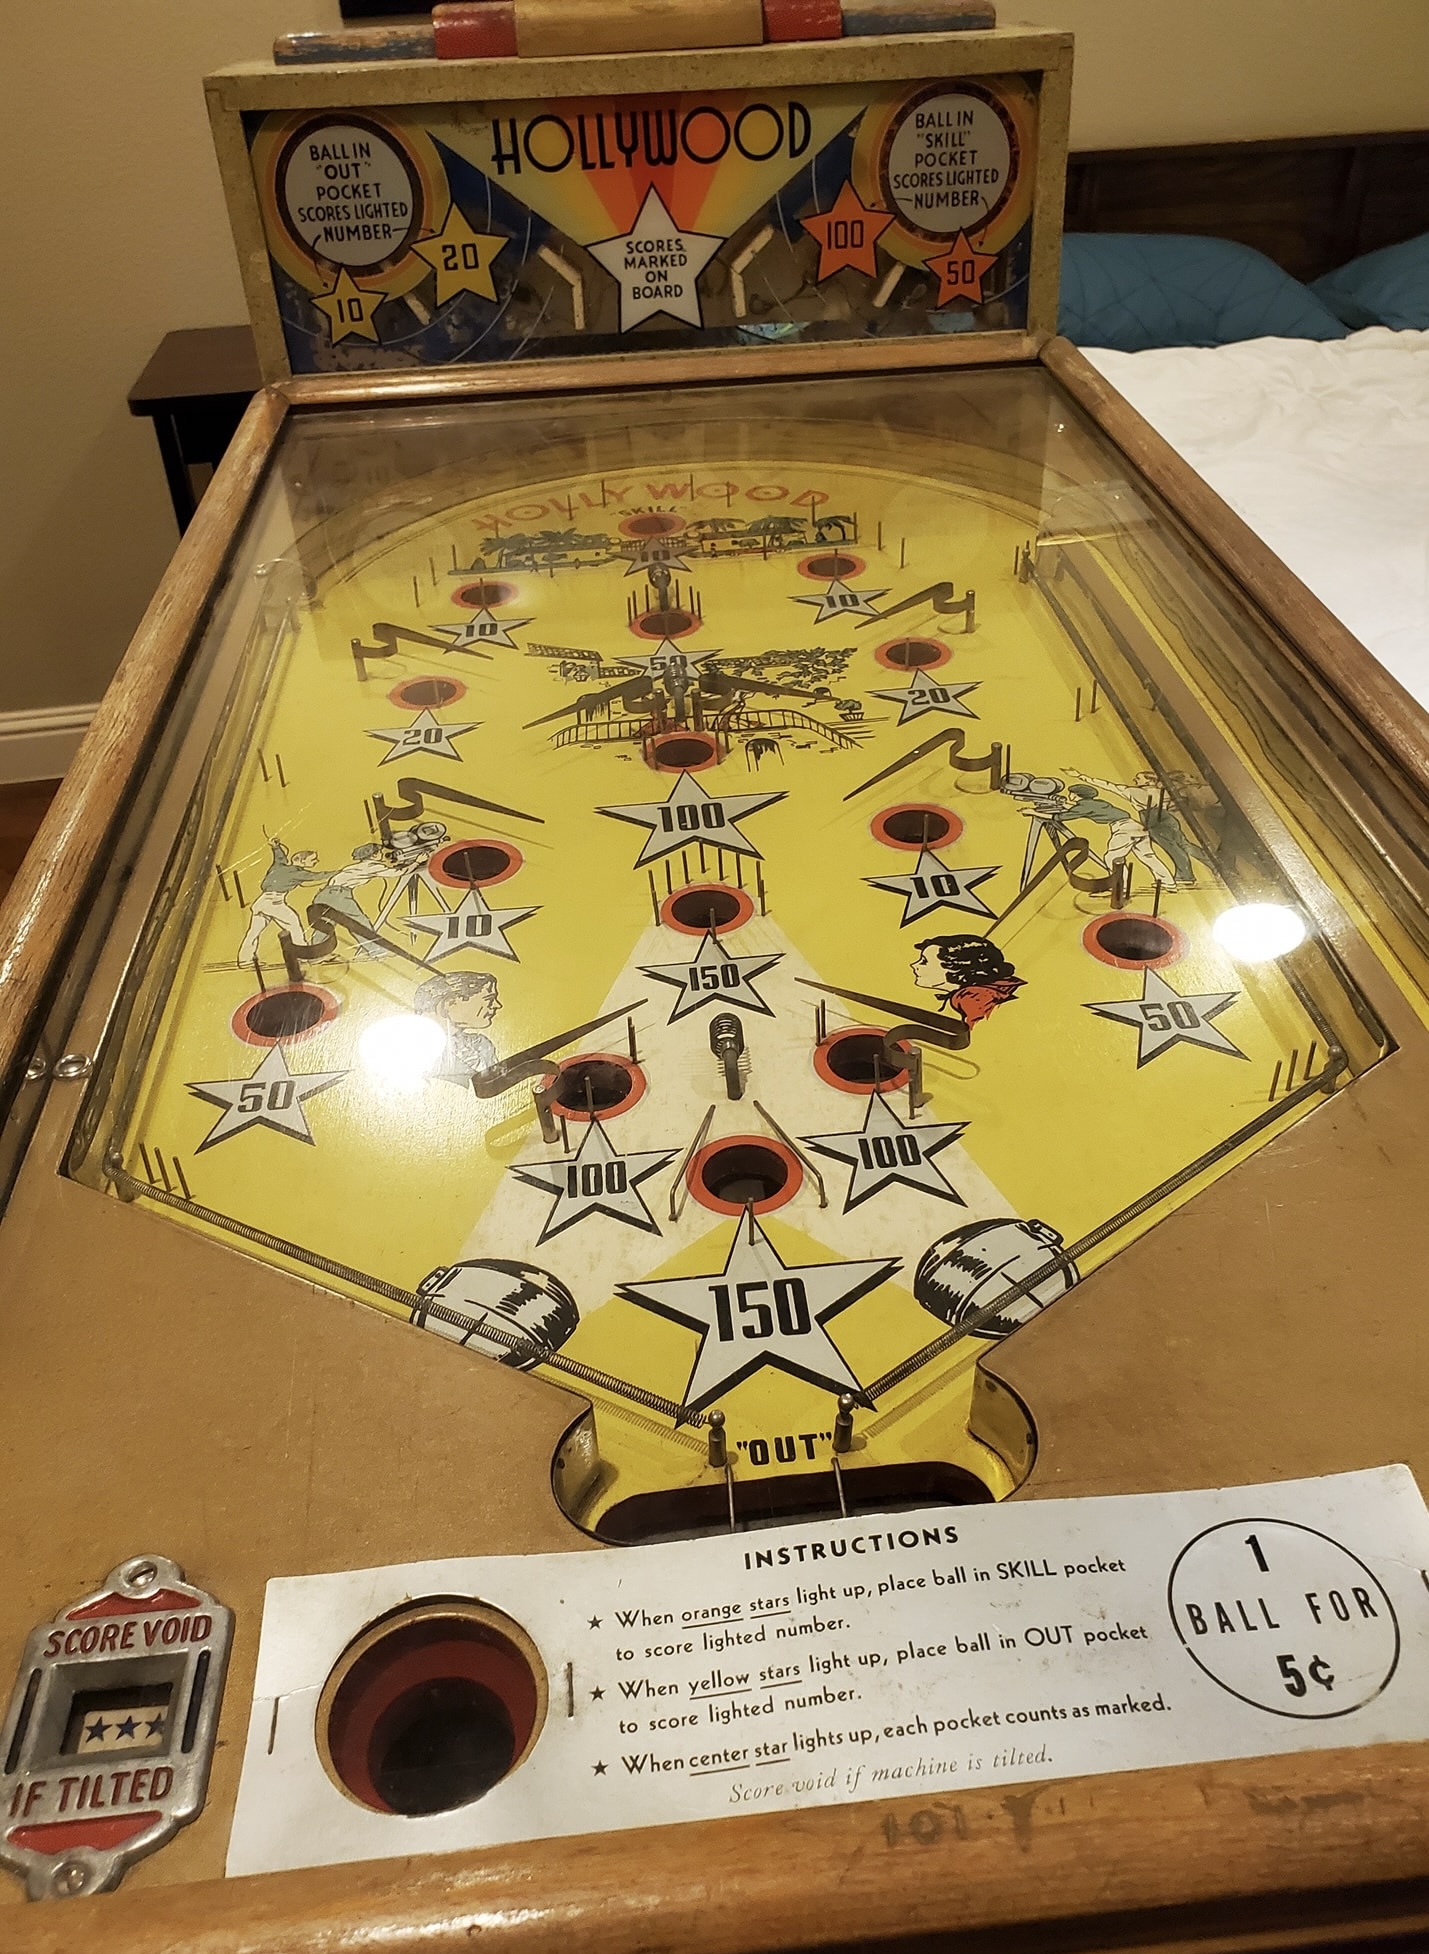 HOLLYWOOD
BALL IN
"OUT"
POCKET
SCORES LIGHTED
NUMBER
10
20
SCORES
MARKED
ON
BOARD
100
BALL IN
"SKILL"
POCKET
SCORES LIGHTED
NUMBER
50
HOLLYWOOD
"SKILL"
10
10
10
50
20
20
100
10
10
150
50
50
100
100
150
"OUT"
INSTRUCTIONS
★ When orange stars light up, place ball in SKILL pocket
to score lighted number.
★ When yellow stars light up, place ball in OUT pocket
to score lighted number.
★ When center star lights up, each pocket counts as marked.
Score void if machine is tilted.
1
BALL FOR
5¢
SCORE VOID
IF TILTED